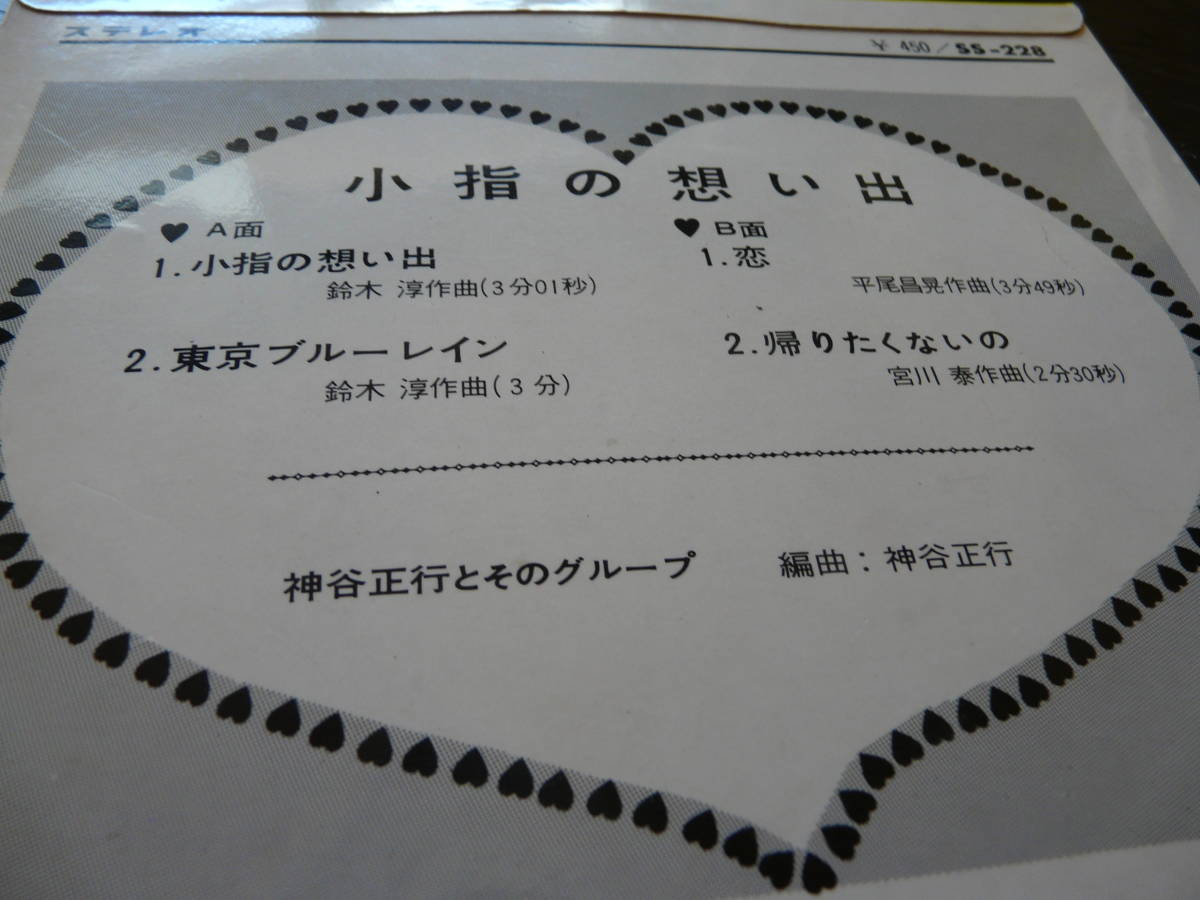 ステレオ
¥ 450/SS-228
小指の想い出
♥ A面
1.小指の想い出
鈴木 淳作曲(3分01秒)
2.東京ブルーレイン
鈴木 淳作曲(3分)
♥ B面
1.恋
平尾昌晃作曲(3分49秒)
2.帰りたくないの
宮川 泰作曲(2分30秒)
神谷正行とそのグループ 編曲：神谷正行